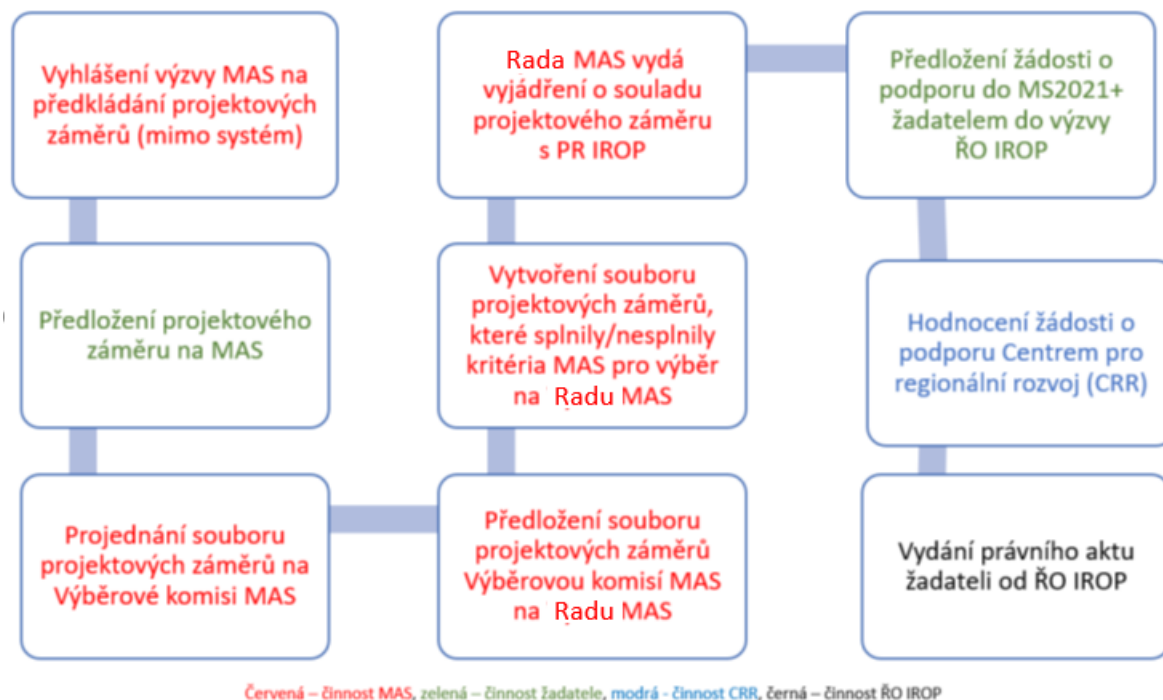 Vyhlášení výzvy MAS na
předkládání projektových
záměrů (mimo systém)
Předložení projektového
záměru na MAS
Projednání souboru
projektových záměrů na
Výběrové komisi MAS
Předložení souboru
projektových záměrů
Výběrovou komisí MAS
na Radu MAS
Vytvoření souboru
projektových záměrů,
které splnily/nesplnily
kritéria MAS pro výběr
na Radu MAS
Rada MAS vydá
vyjádření o souladu
projektového záměru
s PR IROP
Předložení žádosti o
podporu do MS2021+
žadatelem do výzvy
ŘO IROP
Hodnocení žádosti o
podporu Centrem pro
regionální rozvoj (CRR)
Vydání právního aktu
žadateli od ŘO IROP
Červená – činnost MAS, zelená – činnost žadatele, modrá - činnost CRR, černá – činnost ŘO IROP